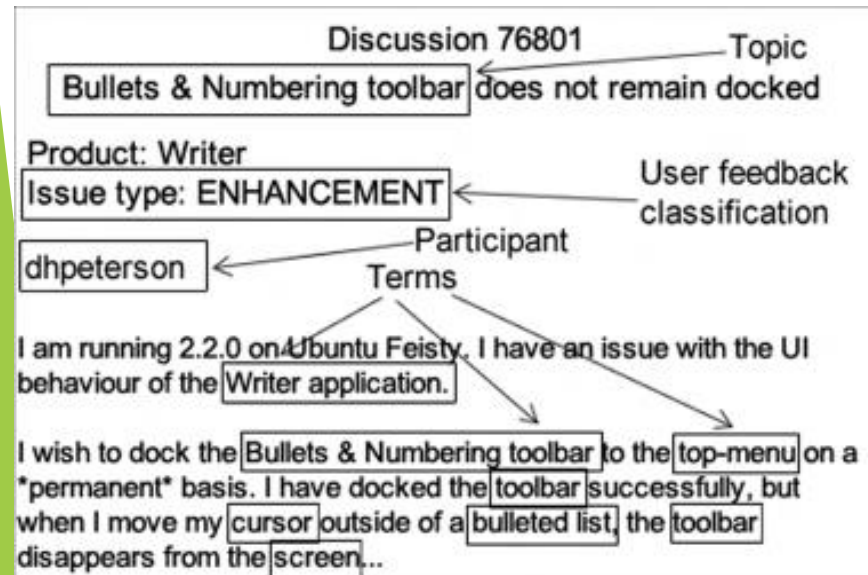 Discussion 76801
Topic
Bullets & Numbering toolbar does not remain docked
Product: Writer
Issue type: ENHANCEMENT
User feedback
classification
Participant
dhpeterson
Terms
I am running 2.2.0 on Ubuntu Feisty. I have an issue with the UI
behaviour of the Writer application.
I wish to dock the Bullets & Numbering toolbar to the top-menu on a
*permanent* basis. I have docked the toolbar successfully, but
when I move my cursor outside of a bulleted list, the toolbar
disappears from the screen...